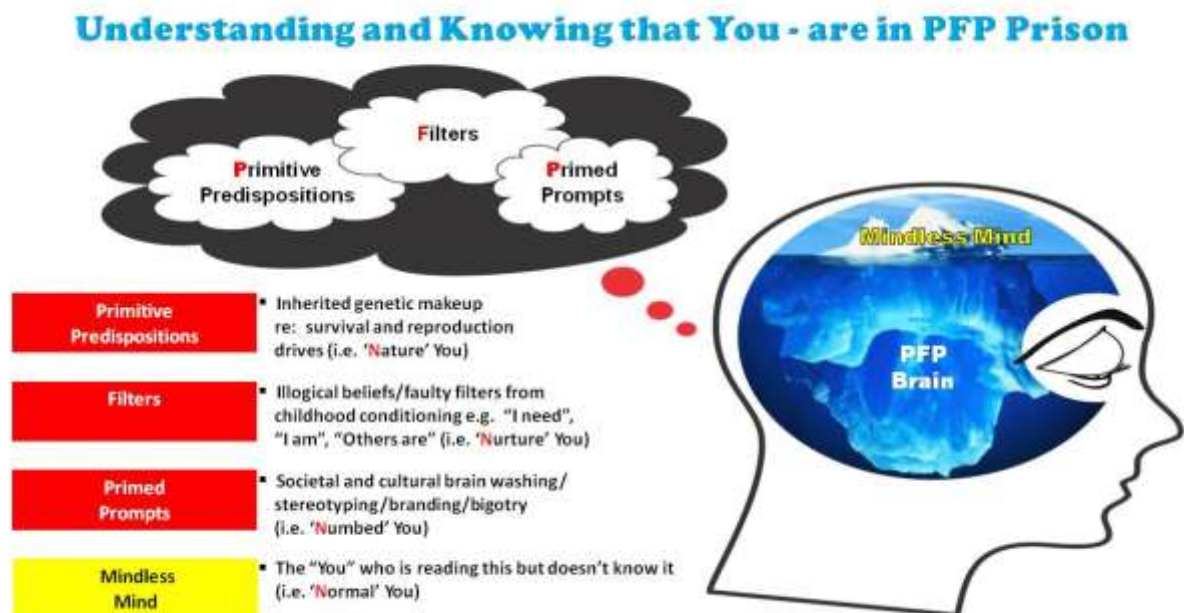 Understanding and Knowing that You - are in PFP Prison
Filters
Primitive
Predispositions
Primed
Prompts
Mindless Mind
PFP
Brain
Primitive
Predispositions
▪ Inherited genetic makeup
re: survival and reproduction
drives (i.e. ‘Nature’ You)
Filters
▪ Illogical beliefs/faulty filters from
childhood conditioning e.g. “I need”,
“I am”, “Others are” (i.e. ‘Nurture’ You)
Primed
Prompts
▪ Societal and cultural brain washing/
stereotyping/branding/bigotry
(i.e. ‘Numbed’ You)
Mindless
Mind
▪ The “You” who is reading this but doesn’t know it
(i.e. ‘Normal’ You)